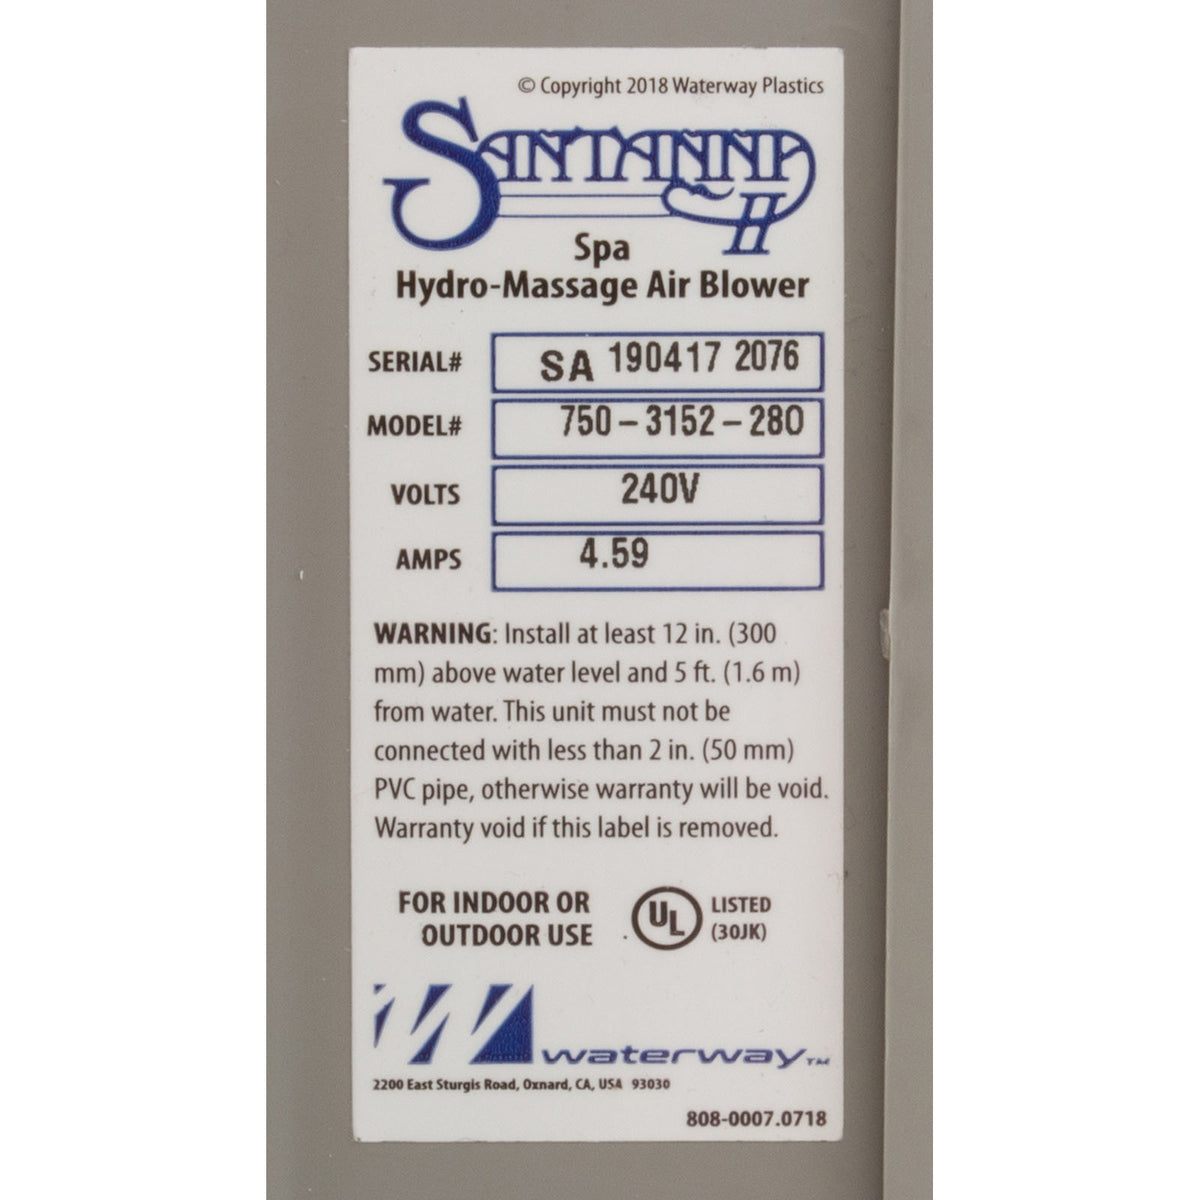 © Copyright 2018 Waterway Plastics
SANTANNA II
Spa
Hydro-Massage Air Blower
SERIAL# SA 190417 2076
MODEL# 750-3152-280
VOLTS 240V
AMPS 4.59
WARNING: Install at least 12 in. (300
mm) above water level and 5 ft. (1.6 m)
from water. This unit must not be
connected with less than 2 in. (50 mm)
PVC pipe, otherwise warranty will be void.
Warranty void if this label is removed.
FOR INDOOR OR
OUTDOOR USE
UL LISTED
(30JK)
waterway™
2200 East Sturgis Road, Oxnard, CA, USA 93030
808-0007.0718